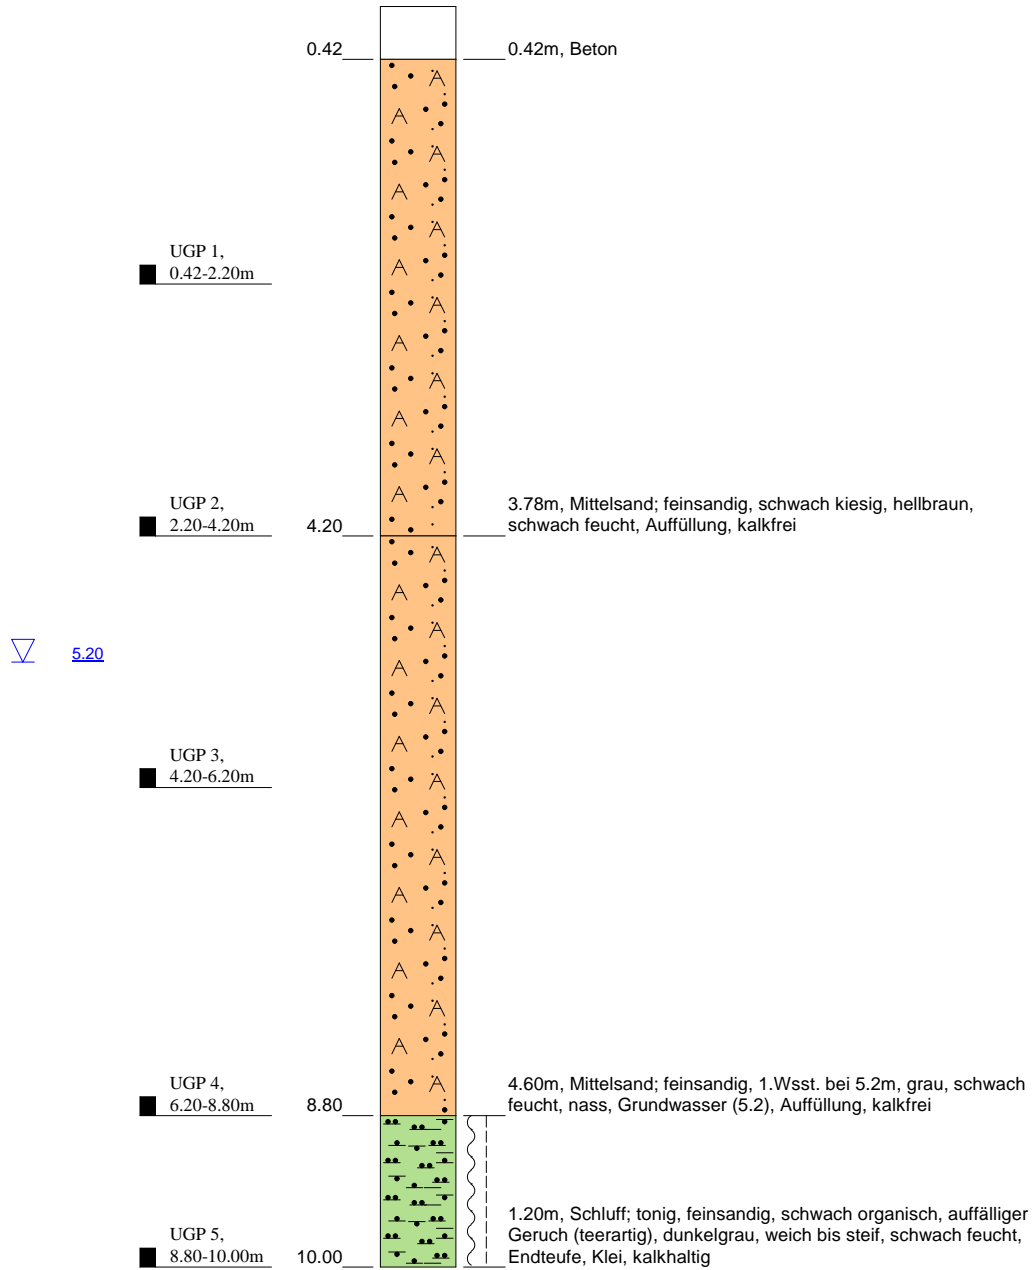 0.42
0.42m, Beton
UGP 1,
0.42-2.20m
UGP 2,
2.20-4.20m
4.20
3.78m, Mittelsand; feinsandig, schwach kiesig, hellbraun,
schwach feucht, Auffüllung, kalkfrei
5.20
UGP 3,
4.20-6.20m
UGP 4,
6.20-8.80m
8.80
4.60m, Mittelsand; feinsandig, 1.Wsst. bei 5.2m, grau, schwach
feucht, nass, Grundwasser (5.2), Auffüllung, kalkfrei
UGP 5,
8.80-10.00m
10.00
1.20m, Schluff; tonig, feinsandig, schwach organisch, auffälliger
Geruch (teerartig), dunkelgrau, weich bis steif, schwach feucht,
Endteufe, Klei, kalkhaltig